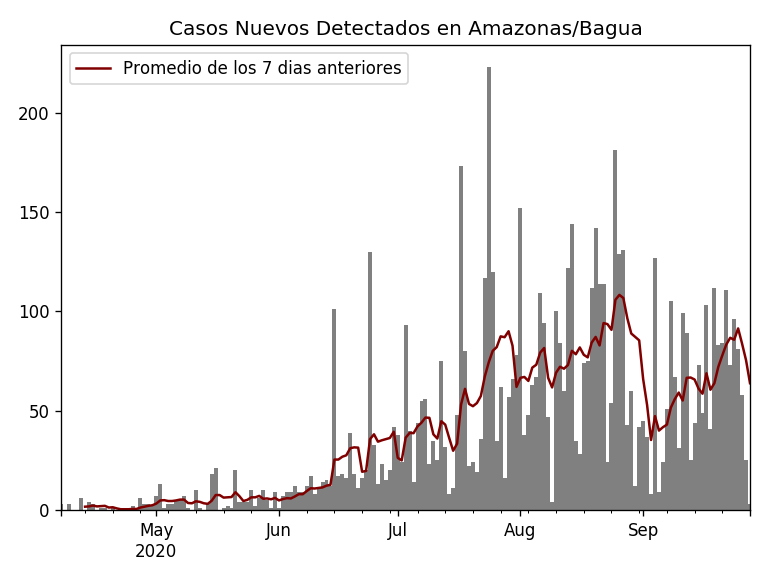 Casos Nuevos Detectados en Amazonas/Bagua
Promedio de los 7 dias anteriores
200
150
100
50
0
May Jun Jul Aug Sep
2020